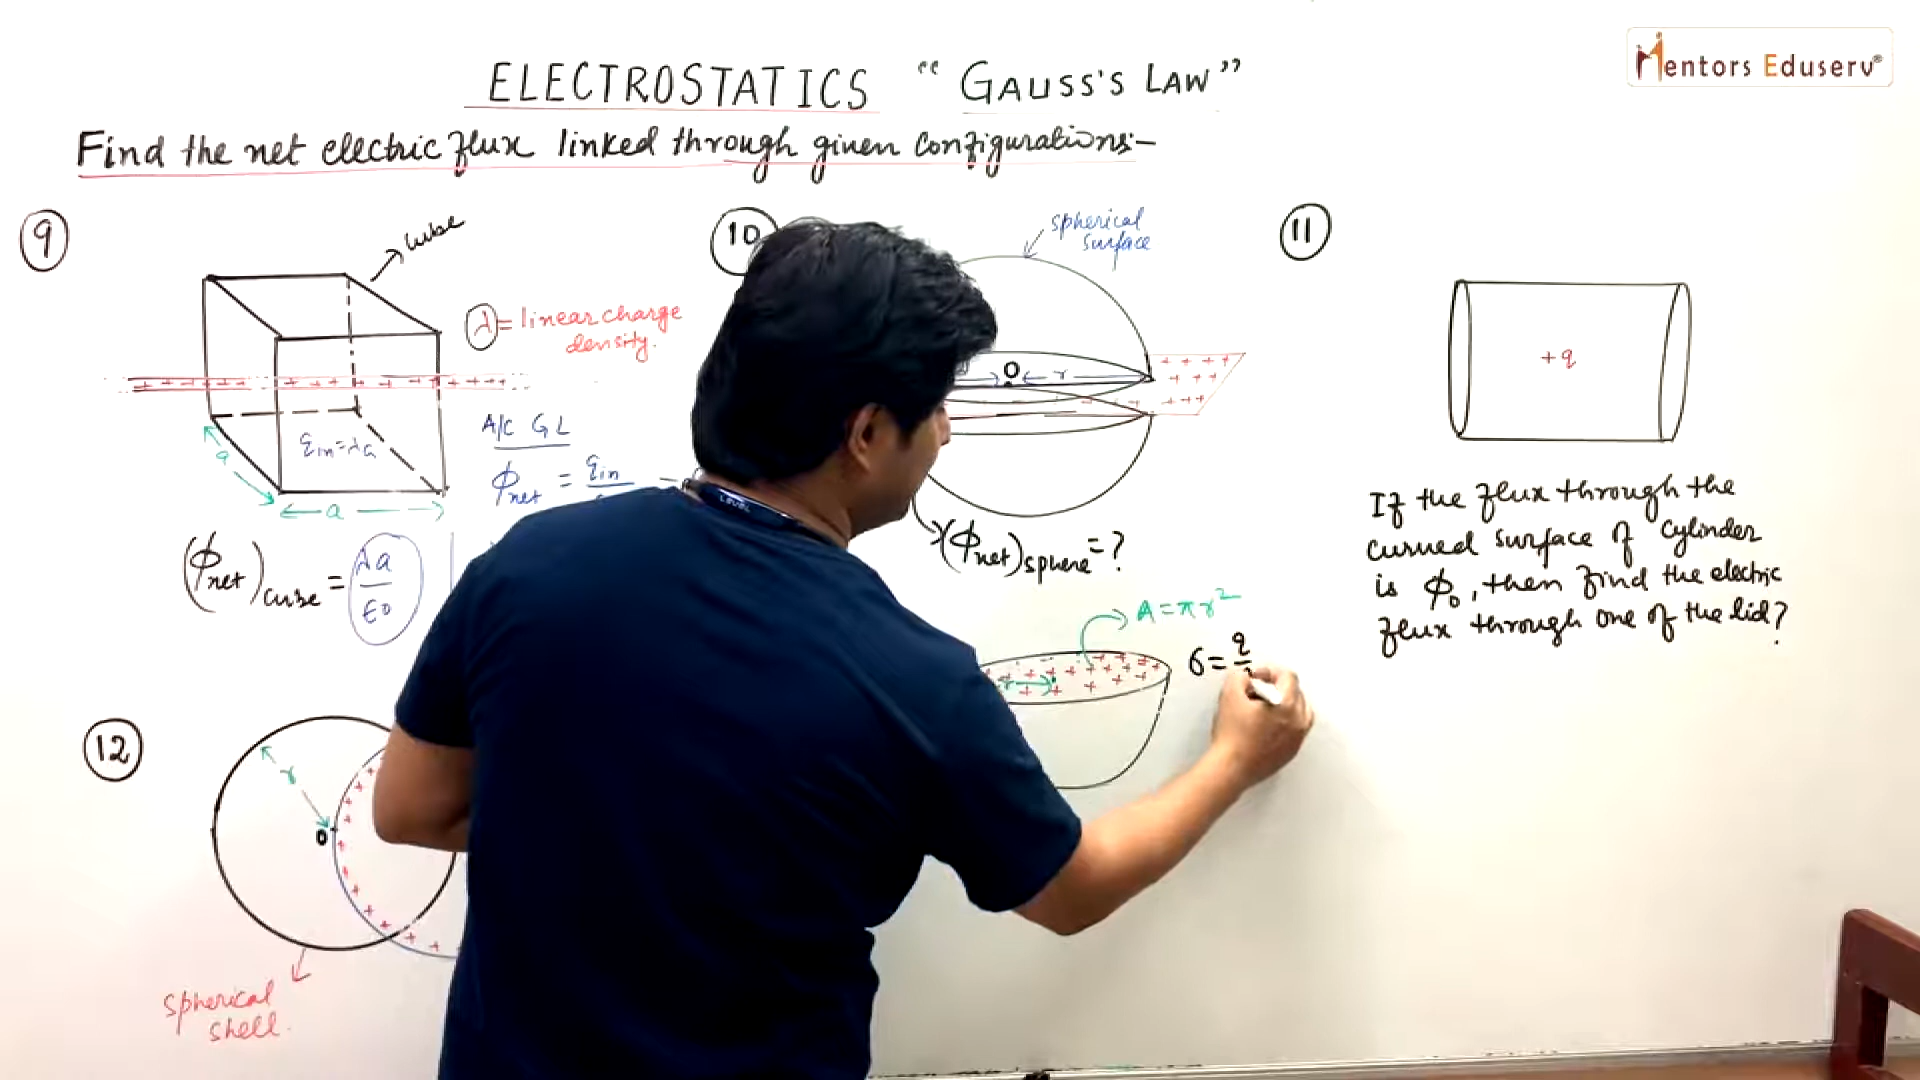 Mentors Eduserv®
ELECTROSTATICS "GAUSS'S LAW"
Find the net electric flux linked through given configurations:-
9
cube
λ = linear charge
density.
q in = λa
a
a
A/C G L
ϕnet = qin
(ϕnet)cube = λa/ε0
10
spherical
surface
O
r
(ϕnet)sphere = ?
A = πr²
r
σ = q
11
+q
If the flux through the
curved surface of cylinder
is ϕ0, then find the electric
flux through one of the lid?
12
r
O
spherical
shell.
LEVEL